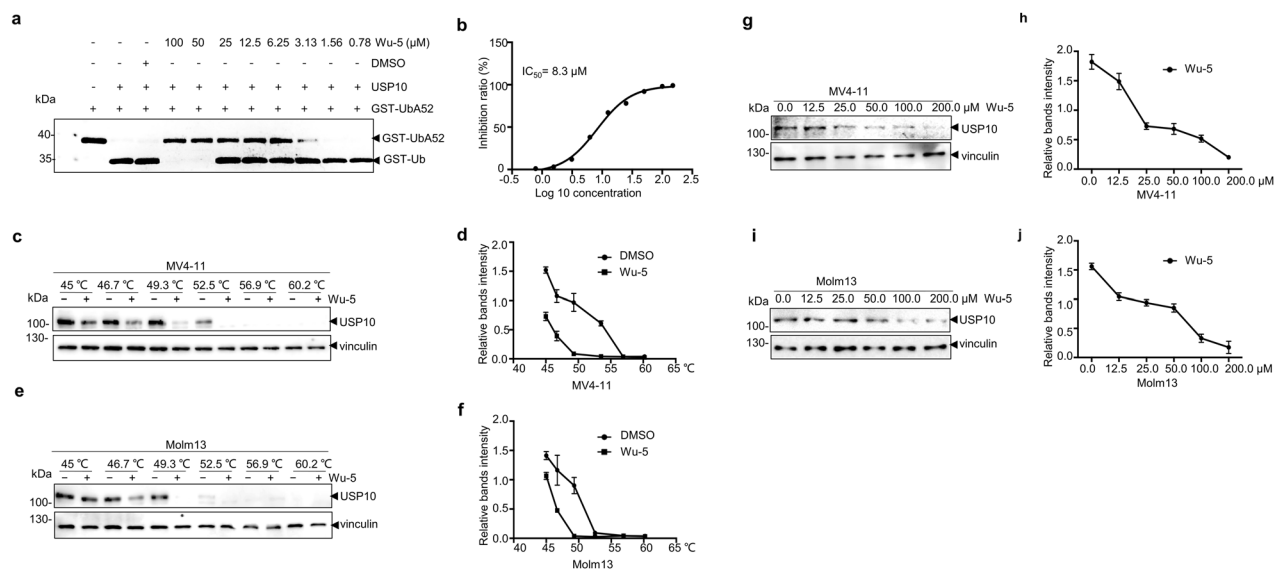 a
- - - 100 50 25 12.5 6.25 3.13 1.56 0.78 Wu-5 (μM)
- - + - - - - - - - - DMSO
- + + + + + + + + + + USP10
kDa + + + + + + + + + + + GST-UbA52
40- GST-UbA52
35- GST-Ub
b
Inhibition ratio (%)
150
100
50
0
IC50= 8.3 μM
-0.5 0.0 0.5 1.0 1.5 2.0 2.5
Log 10 concentration
c
MV4-11
45 ℃ 46.7 ℃ 49.3 ℃ 52.5 ℃ 56.9 ℃ 60.2 ℃
kDa - + - + - + - + - + - + Wu-5
100- USP10
130- vinculin
d
Relative bands intensity
2.0
1.5
1.0
0.5
0.0
DMSO
Wu-5
40 45 50 55 60 65 ℃
MV4-11
e
Molm13
45 ℃ 46.7 ℃ 49.3 ℃ 52.5 ℃ 56.9 ℃ 60.2 ℃
kDa - + - + - + - + - + - + Wu-5
100- USP10
130- vinculin
f
Relative bands intensity
2.0
1.5
1.0
0.5
0.0
DMSO
Wu-5
40 45 50 55 60 65 ℃
Molm13
g
MV4-11
kDa 0.0 12.5 25.0 50.0 100.0 200.0 μM Wu-5
100- USP10
130- vinculin
h
Relative bands intensity
2.0
1.5
1.0
0.5
0.0
Wu-5
0.0 12.5 25.0 50.0 100.0 200.0 μM
MV4-11
i
Molm13
kDa 0.0 12.5 25.0 50.0 100.0 200.0 μM Wu-5
100- USP10
130- vinculin
j
Relative bands intensity
2.0
1.5
1.0
0.5
0.0
Wu-5
0.0 12.5 25.0 50.0 100.0 200.0 μM
Molm13